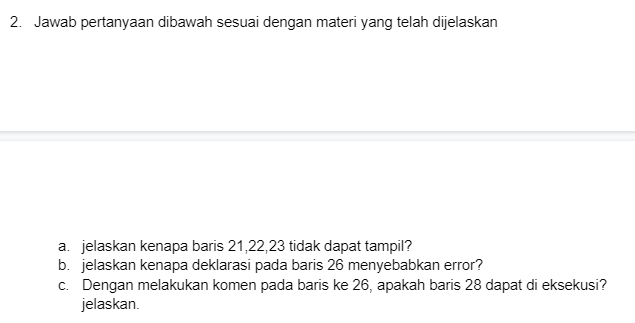 2. Jawab pertanyaan dibawah sesuai dengan materi yang telah dijelaskan
a. jelaskan kenapa baris 21,22,23 tidak dapat tampil?
b. jelaskan kenapa deklarasi pada baris 26 menyebabkan error?
c. Dengan melakukan komen pada baris ke 26, apakah baris 28 dapat di eksekusi?
jelaskan.